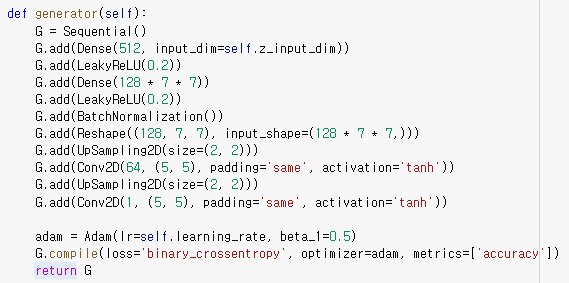 def generator(self):
    G = Sequential()
    G.add(Dense(512, input_dim=self.z_input_dim))
    G.add(LeakyReLU(0.2))
    G.add(Dense(128 * 7 * 7))
    G.add(LeakyReLU(0.2))
    G.add(BatchNormalization())
    G.add(Reshape((128, 7, 7), input_shape=(128 * 7 * 7,)))
    G.add(UpSampling2D(size=(2, 2)))
    G.add(Conv2D(64, (5, 5), padding='same', activation='tanh'))
    G.add(UpSampling2D(size=(2, 2)))
    G.add(Conv2D(1, (5, 5), padding='same', activation='tanh'))

    adam = Adam(lr=self.learning_rate, beta_1=0.5)
    G.compile(loss='binary_crossentropy', optimizer=adam, metrics=['accuracy'])
    return G